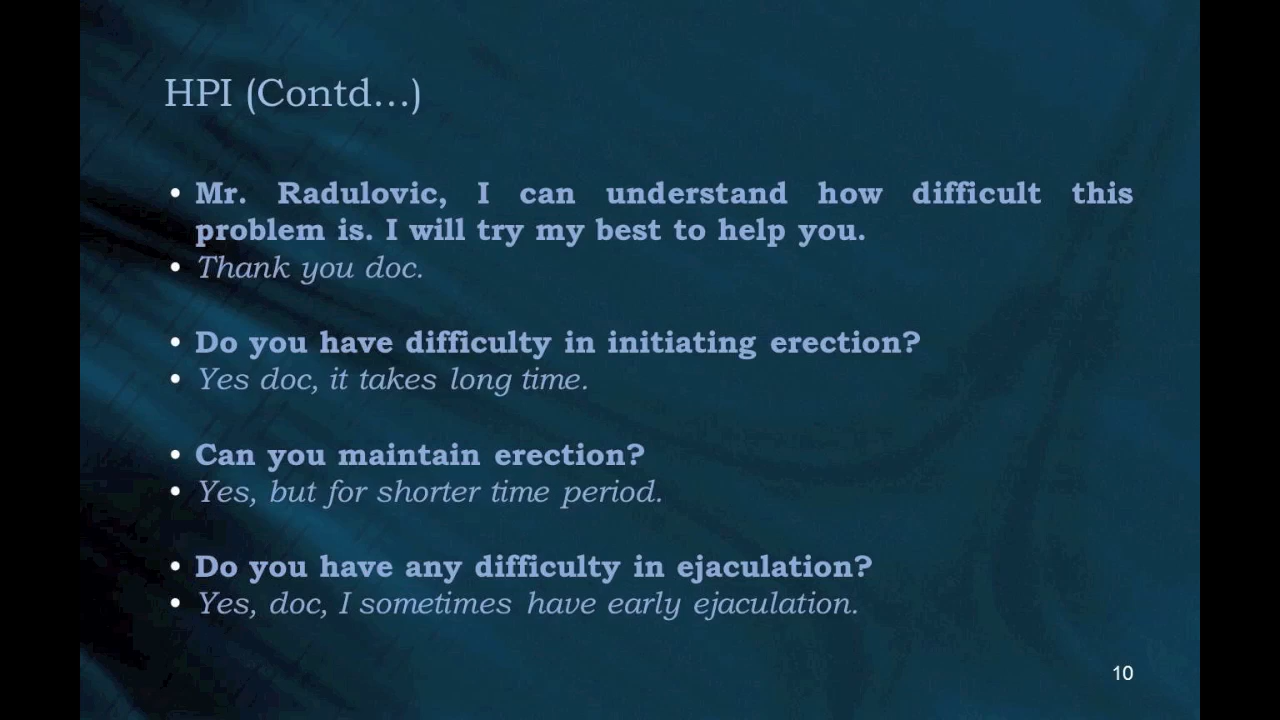 HPI (Contd...)
• Mr. Radulovic, I can understand how difficult this
problem is. I will try my best to help you.
• Thank you doc.
• Do you have difficulty in initiating erection?
• Yes doc, it takes long time.
• Can you maintain erection?
• Yes, but for shorter time period.
• Do you have any difficulty in ejaculation?
• Yes, doc, I sometimes have early ejaculation.
10